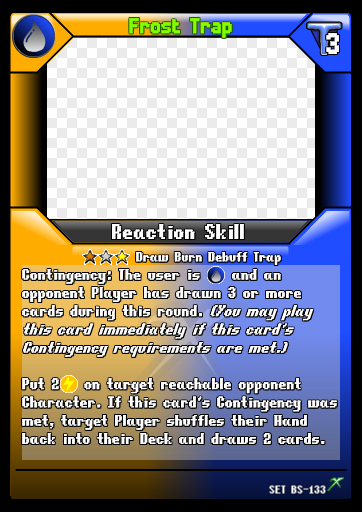 Frost Trap
3
Reaction Skill
Draw Burn Debuff Trap
Contingency: The user is and an
opponent Player has drawn 3 or more
cards during this round. (You may play
this card immediately if this card's
Contingency requirements are met.)
Put 2 on target reachable opponent
Character. If this card's Contingency was
met, target Player shuffles their Hand
back into their Deck and draws 2 cards.
SET BS-133